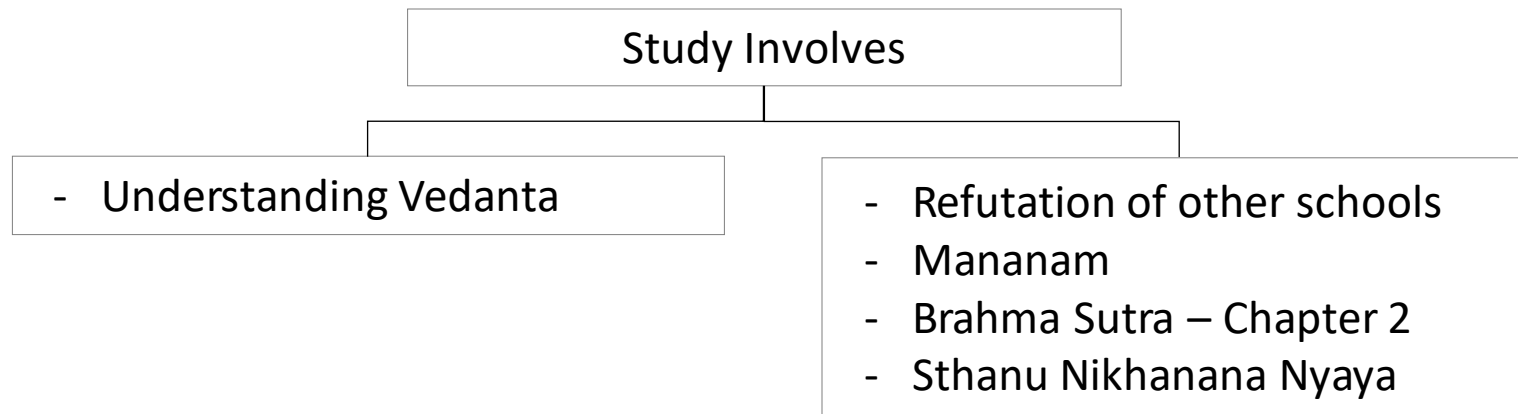 Study Involves
- Understanding Vedanta
- Refutation of other schools
- Mananam
- Brahma Sutra – Chapter 2
- Sthanu Nikhanana Nyaya